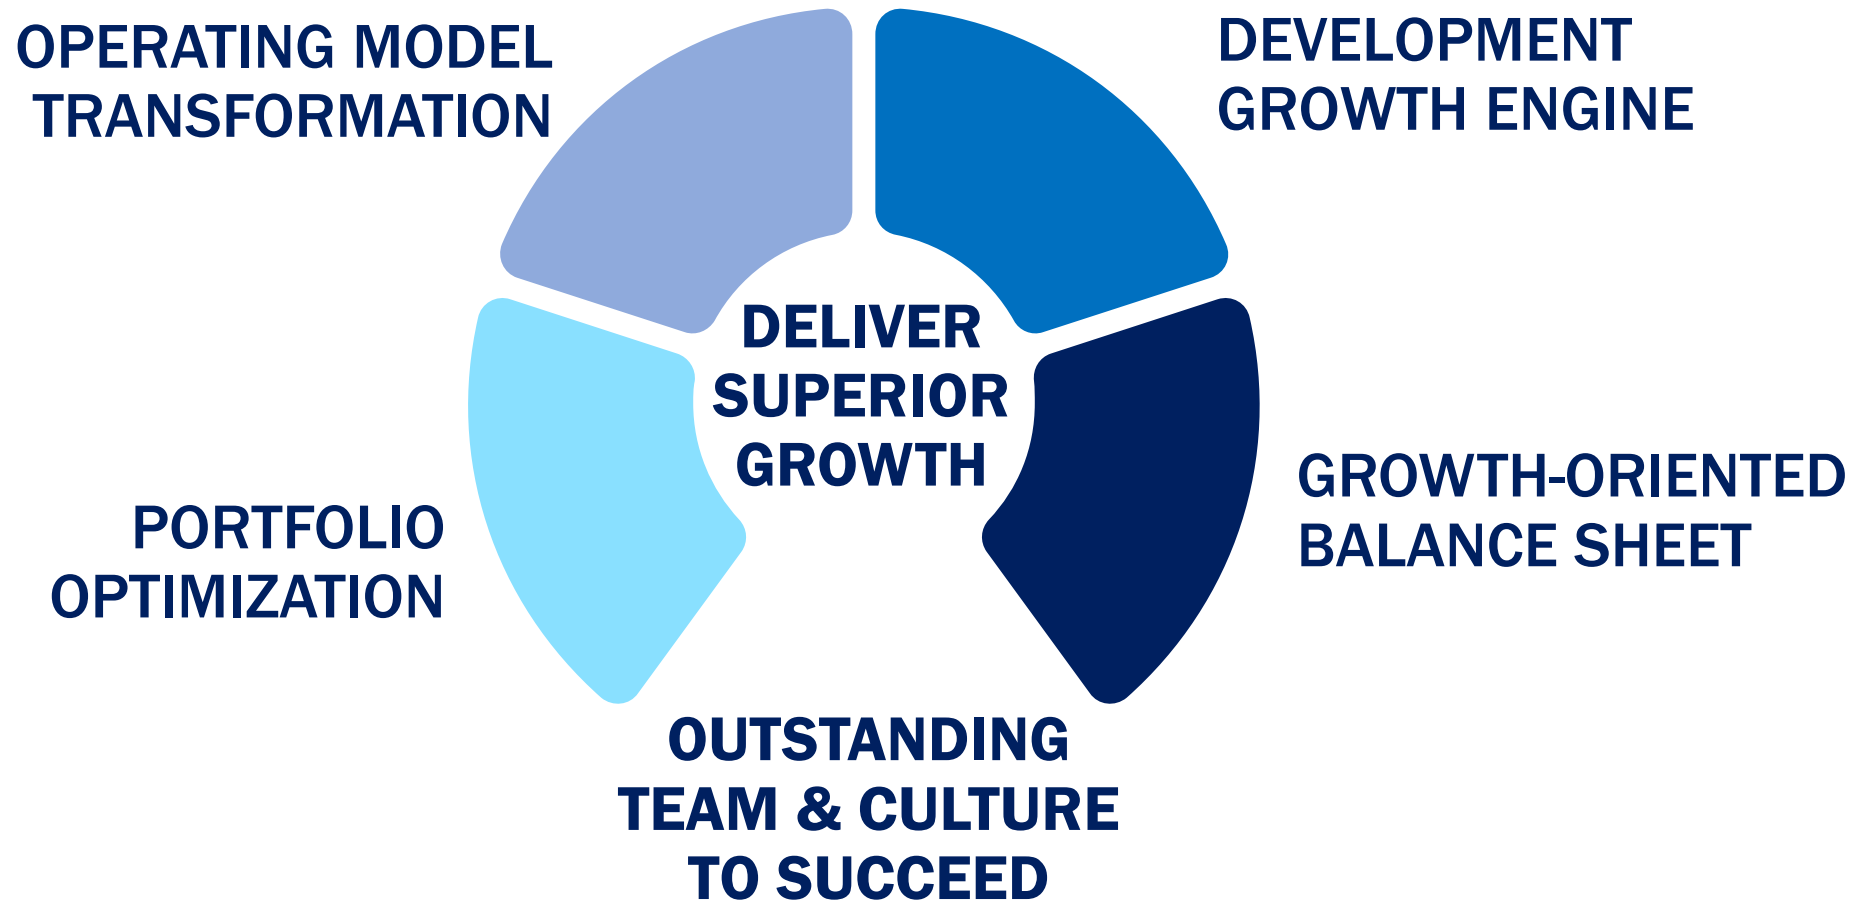 OPERATING MODEL
TRANSFORMATION
DEVELOPMENT
GROWTH ENGINE
DELIVER
SUPERIOR
GROWTH
PORTFOLIO
OPTIMIZATION
GROWTH-ORIENTED
BALANCE SHEET
OUTSTANDING
TEAM & CULTURE
TO SUCCEED